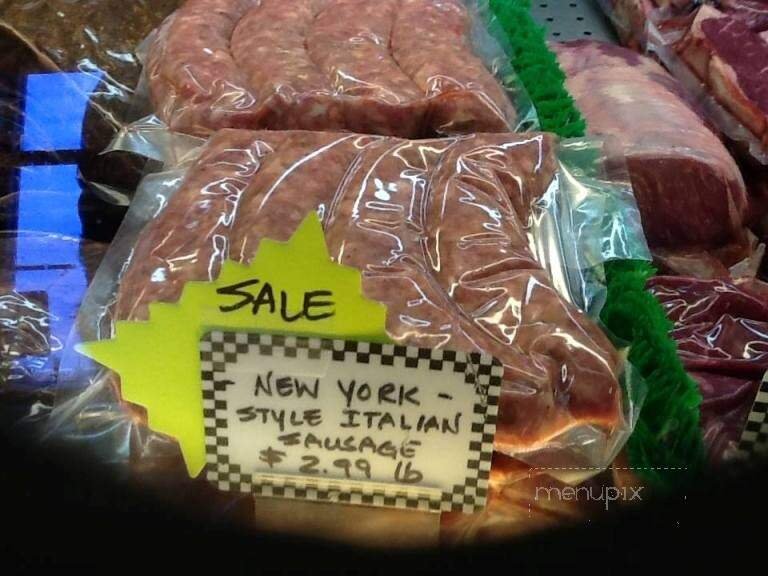 SALE
- NEW YORK -
STYLE ITALIAN
SAUSAGE
$ 2.99 lb
menupix